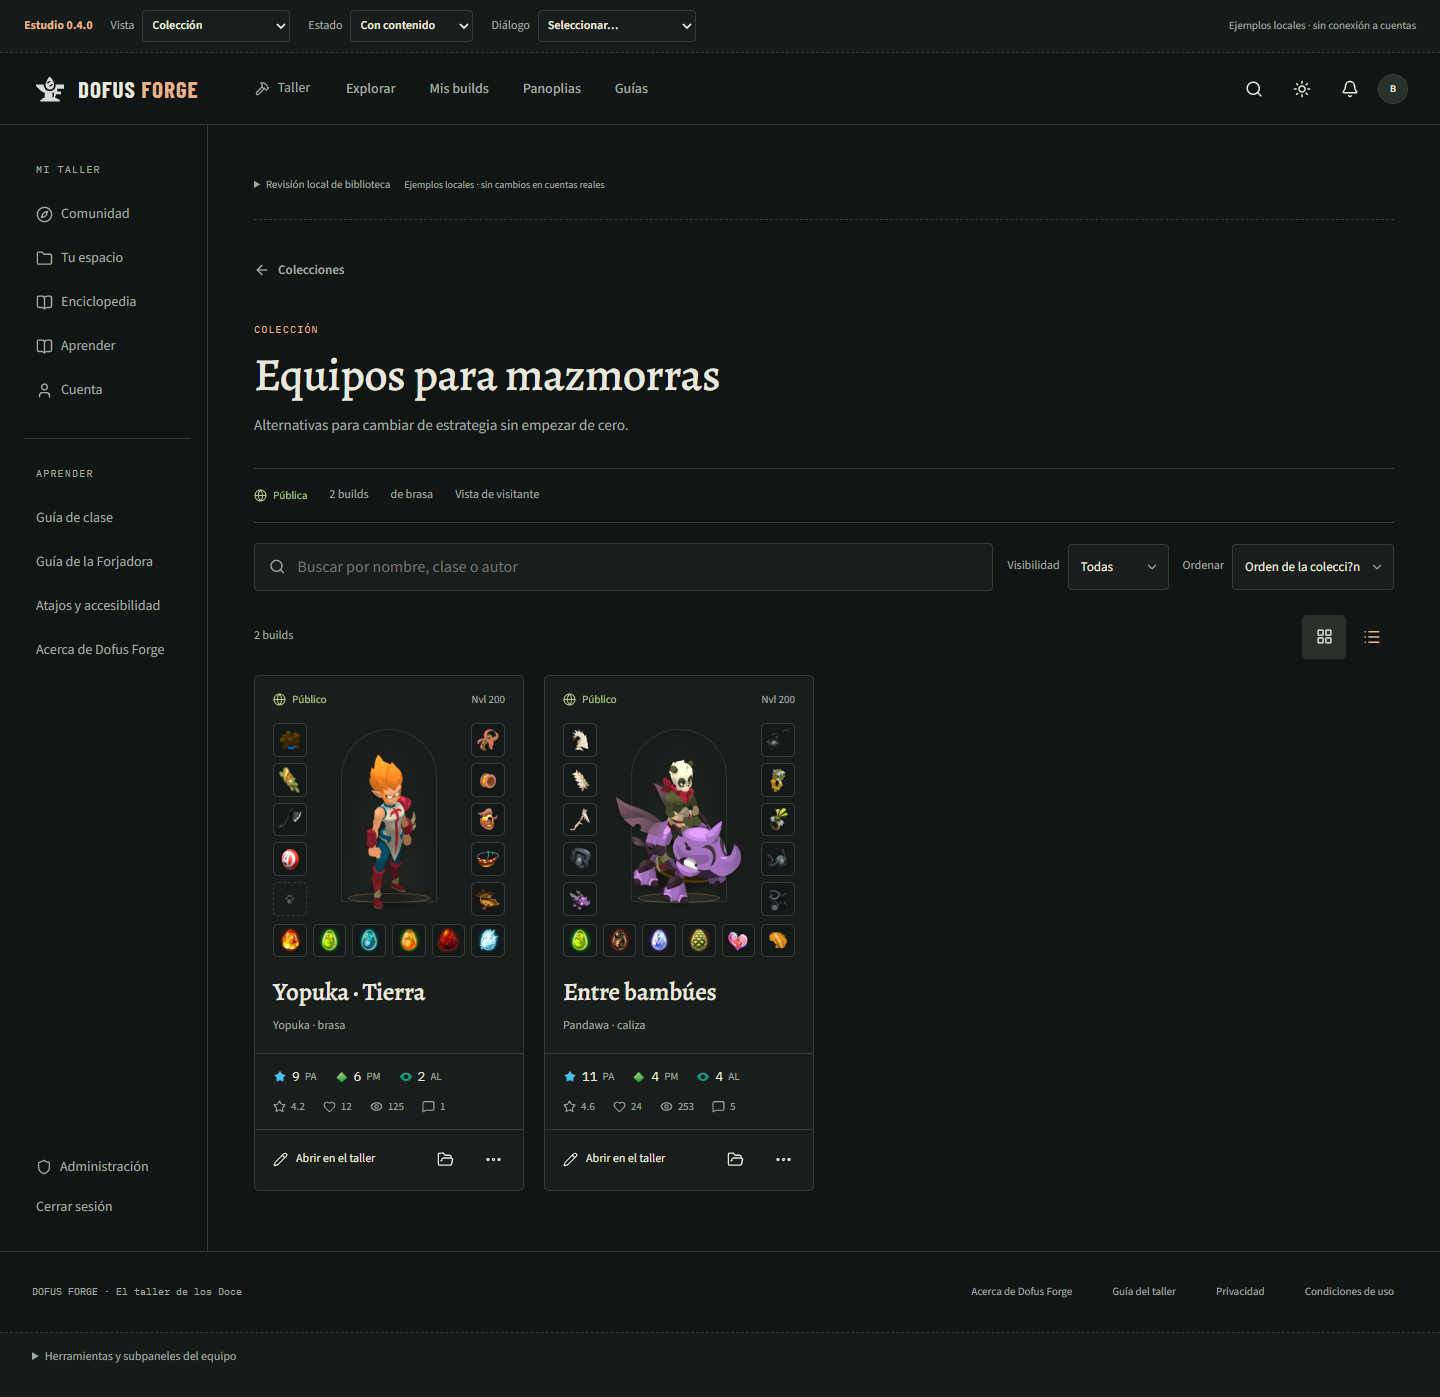 Estudio 0.4.0 Vista Colección Estado Con contenido Diálogo Seleccionar... Ejemplos locales · sin conexión a cuentas
DOFUS FORGE Taller Explorar Mis builds Panoplias Guías B
MI TALLER
Comunidad
Tu espacio
Enciclopedia
Aprender
Cuenta
APRENDER
Guía de clase
Guía de la Forjadora
Atajos y accesibilidad
Acerca de Dofus Forge
Administración
Cerrar sesión
Revisión local de biblioteca Ejemplos locales · sin cambios en cuentas reales
Colecciones
COLECCIÓN
Equipos para mazmorras
Alternativas para cambiar de estrategia sin empezar de cero.
Pública 2 builds de brasa Vista de visitante
Buscar por nombre, clase o autor Visibilidad Todas Ordenar Orden de la colecci?n
2 builds
Público Nvl 200
Yopuka · Tierra
Yopuka · brasa
9 PA 6 PM 2 AL
4.2 12 125 1
Abrir en el taller
Público Nvl 200
Entre bambúes
Pandawa · caliza
11 PA 4 PM 4 AL
4.6 24 253 5
Abrir en el taller
DOFUS FORGE · El taller de los Doce Acerca de Dofus Forge Guía del taller Privacidad Condiciones de uso
Herramientas y subpaneles del equipo